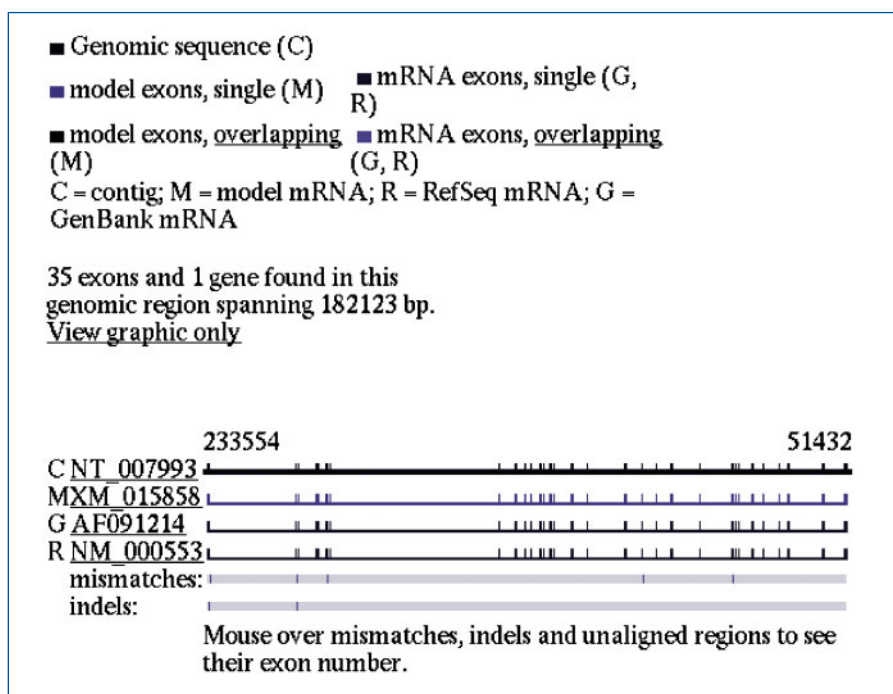 Genomic sequence (C)
model exons, single (M) mRNA exons, single (G,
R)
model exons, overlapping mRNA exons, overlapping
(M) (G, R)
C = contig; M = model mRNA; R = RefSeq mRNA; G =
GenBank mRNA
35 exons and 1 gene found in this
genomic region spanning 182123 bp.
View graphic only
233554 51432
C NT_007993
M XM_015858
G AF091214
R NM_000553
mismatches:
indels:
Mouse over mismatches, indels and unaligned regions to see
their exon number.